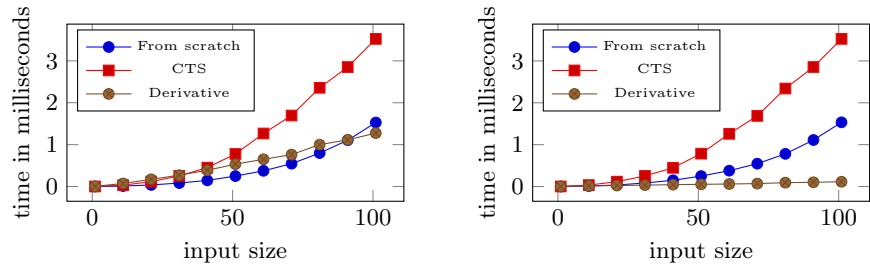 time in milliseconds
3
2
1
0
From scratch
CTS
Derivative
0
50
100
input size
time in milliseconds
3
2
1
0
From scratch
CTS
Derivative
0
50
100
input size